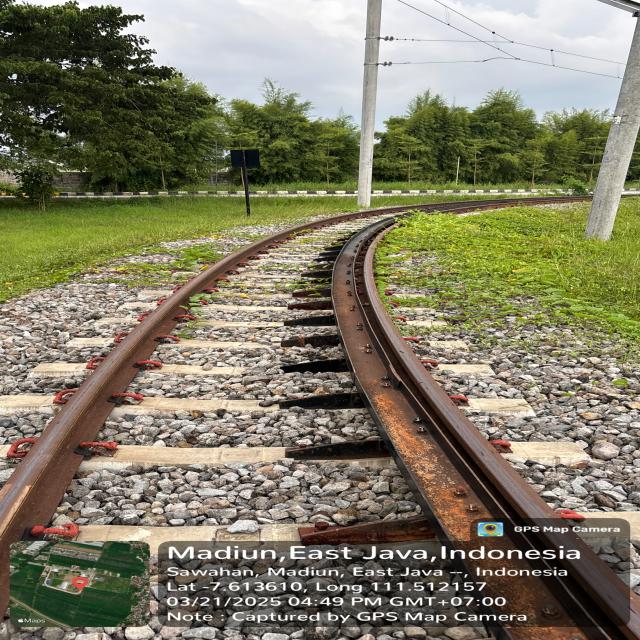 GPS Map Camera
Madiun,East Java,Indonesia
Sawahan, Madiun, East Java —, Indonesia
Lat -7.613610, Long 111.512157
03/21/2025 04:49 PM GMT+07:00
Note : Captured by GPS Map Camera
Maps